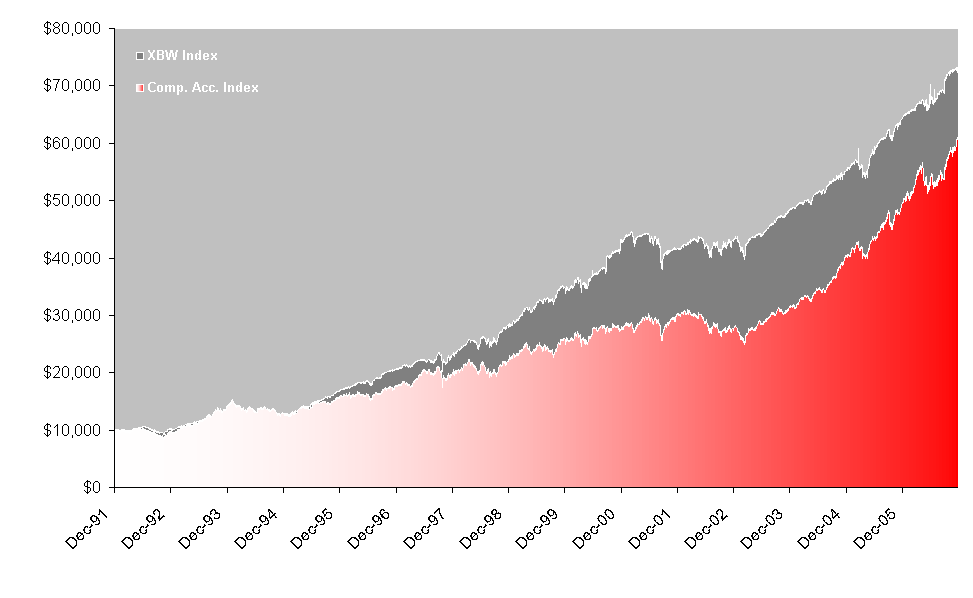 $80,000
XBW Index
$70,000
Comp. Acc. Index
$60,000
$50,000
$40,000
$30,000
$20,000
$10,000
$0
Dec-91
Dec-92
Dec-93
Dec-94
Dec-95
Dec-96
Dec-97
Dec-98
Dec-99
Dec-00
Dec-01
Dec-02
Dec-03
Dec-04
Dec-05